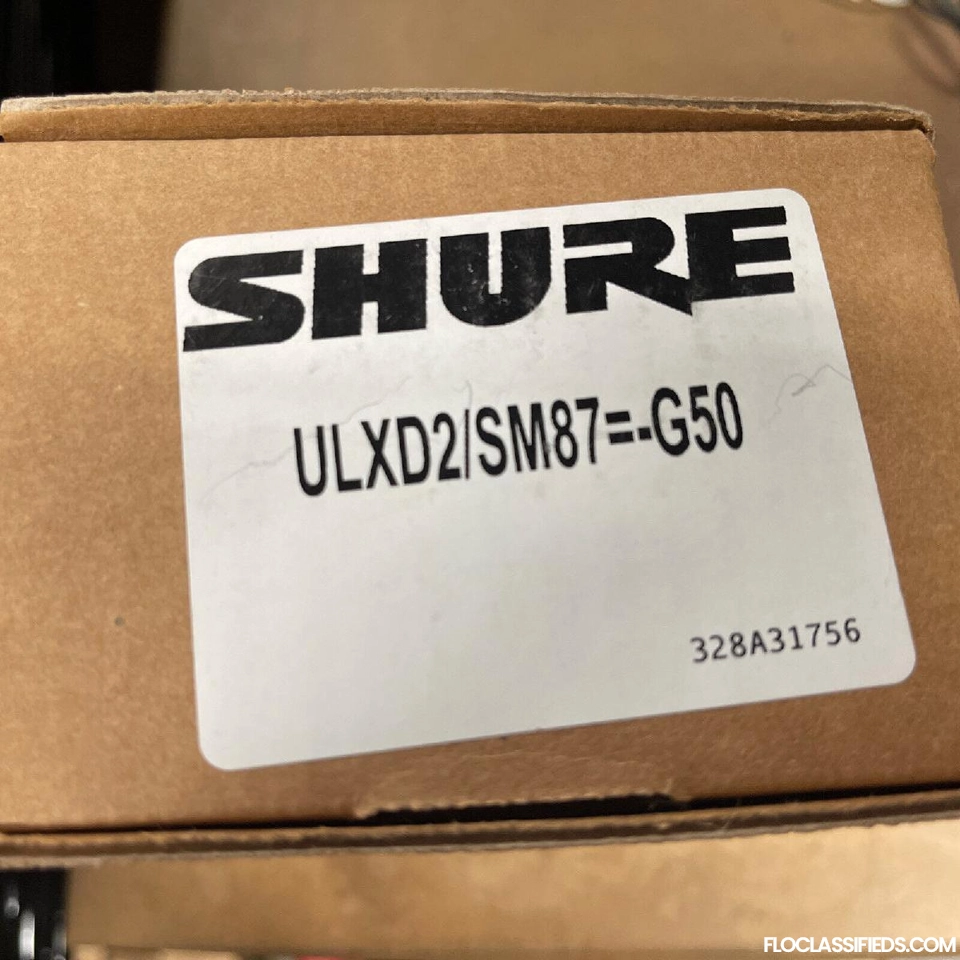 SHURE
ULXD2/SM87=-G50
328A31756
FLOCLASSIFIEDS.COM